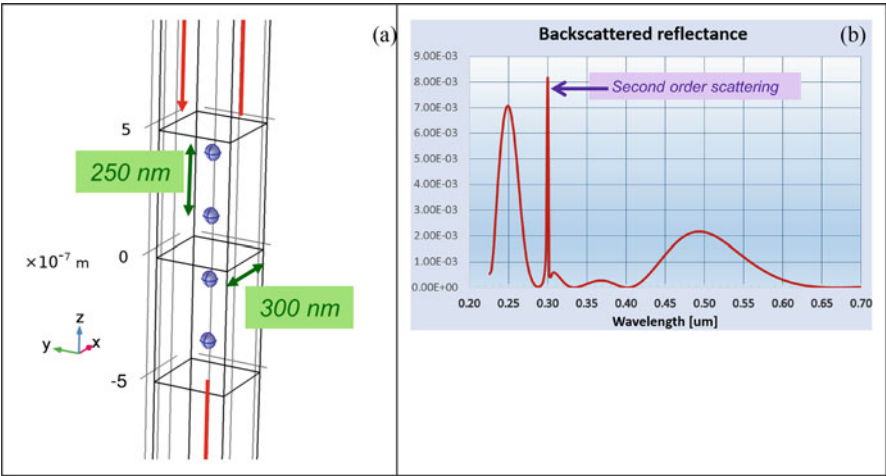 (a)
5
250 nm
×10⁻⁷ m
0
300 nm
z
y
x
-5
Backscattered reflectance
(b)
9.00E-03
8.00E-03
7.00E-03
6.00E-03
5.00E-03
4.00E-03
3.00E-03
2.00E-03
1.00E-03
0.00E+00
Second order scattering
0.20 0.25 0.30 0.35 0.40 0.45 0.50 0.55 0.60 0.65 0.70
Wavelength [um]